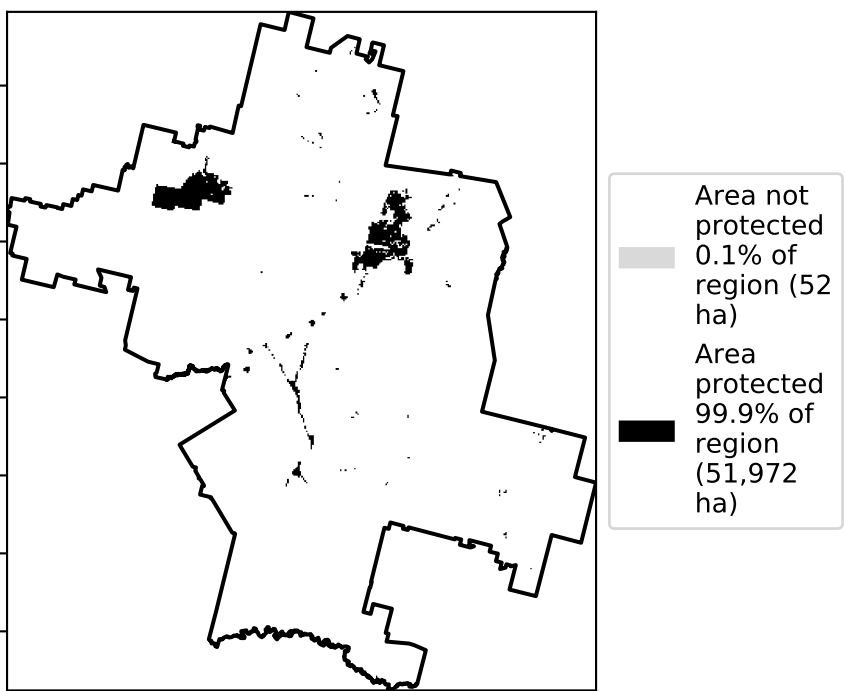 Area not
protected
0.1% of
region (52
ha)
Area
protected
99.9% of
region
(51,972
ha)